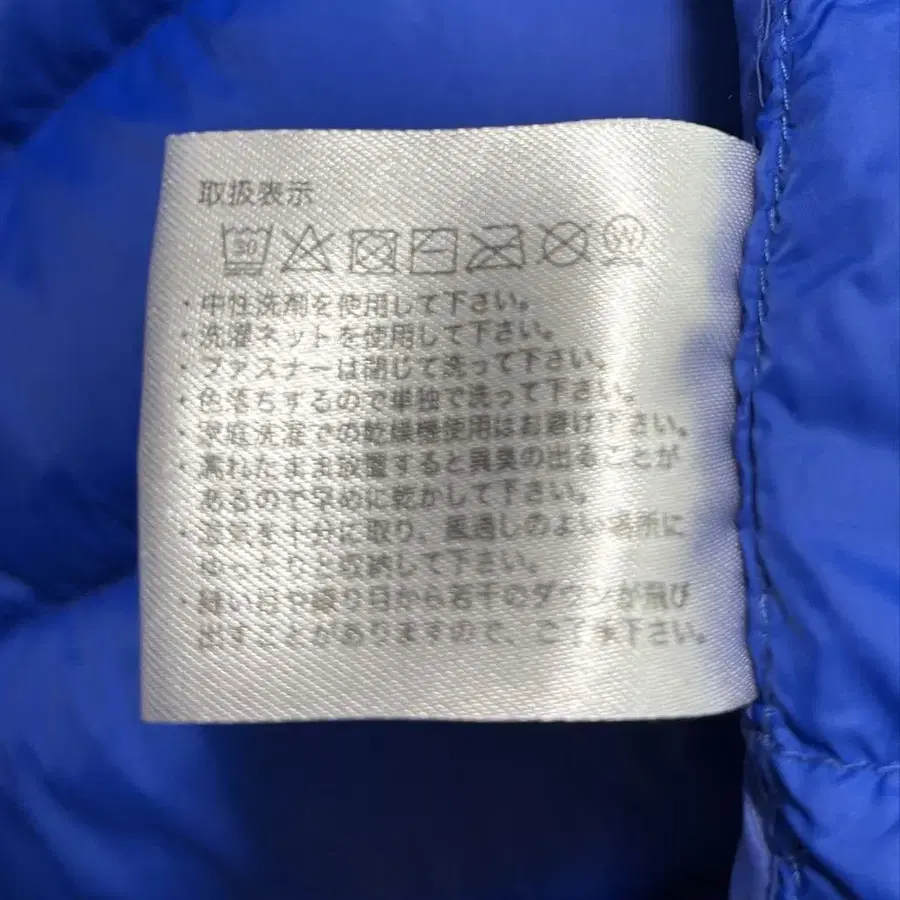 取扱表示
30 W
・中性洗剤を使用して下さい。
・洗濯ネットを使用して下さい。
・ファスナーは閉じて洗って下さい。
・色落ちするので単独で洗って下さい。
・家庭洗濯での乾燥機使用はお避け下さい。
・濡れたまま放置すると異臭の出ることが
あるので早めに乾かして下さい。
・湿気を十分に取り、風通しのよい場所に
ゆったりと収納して下さい。
・縫い目や織り目から若干のダウンが飛び
出すことがありますので、ご了承下さい。